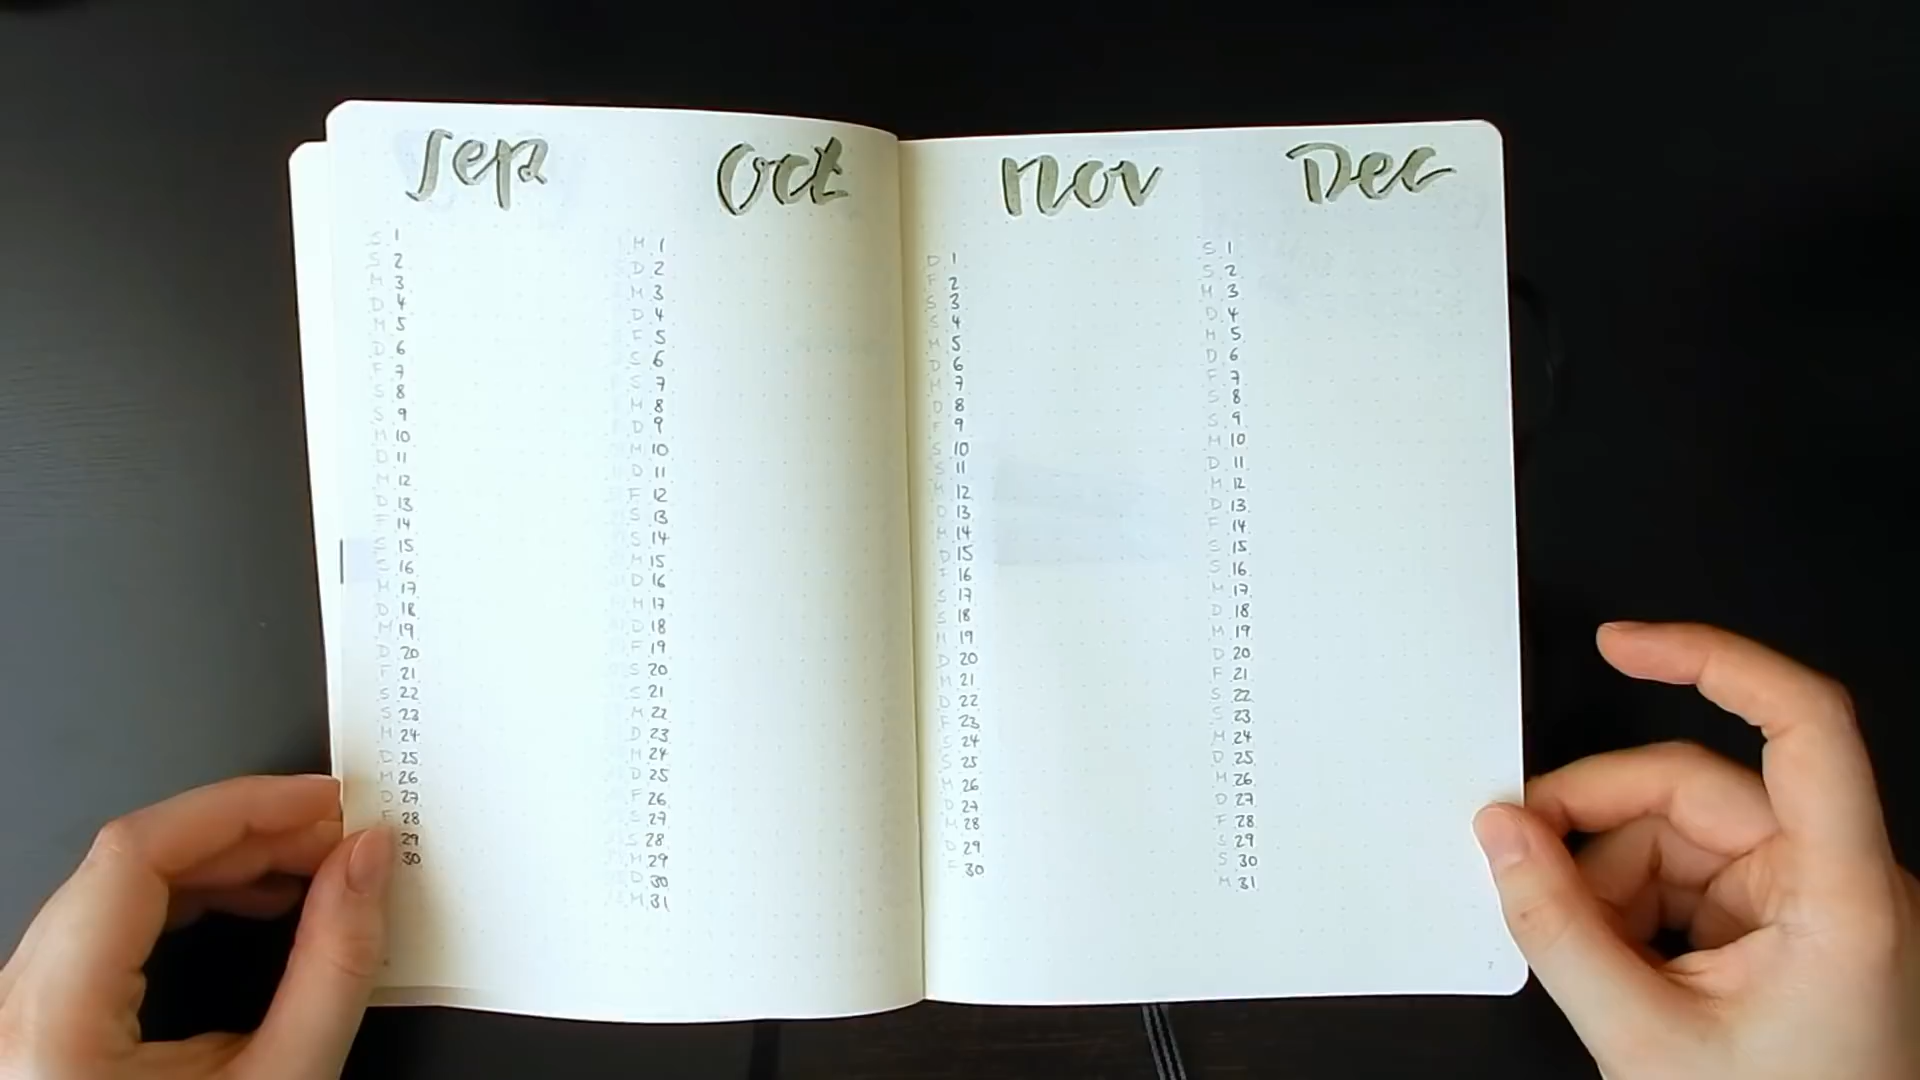 Sep
S 1
S 2
M 3
D 4
M 5
D 6
F 7
S 8
S 9
M 10
D 11
M 12
D 13
F 14
S 15
S 16
M 17
D 18
M 19
D 20
F 21
S 22
S 23
M 24
D 25
M 26
D 27
F 28
29
30
Oct
M 1
D 2
M 3
D 4
F 5
S 6
S 7
M 8
D 9
M 10
D 11
F 12
S 13
S 14
M 15
D 16
M 17
D 18
F 19
S 20
S 21
M 22
D 23
M 24
D 25
F 26
S 27
S 28
M 29
D 30
M 31
Nov
D 1
F 2
S 3
S 4
M 5
D 6
M 7
D 8
F 9
S 10
S 11
M 12
D 13
M 14
D 15
F 16
S 17
S 18
M 19
D 20
M 21
D 22
F 23
S 24
S 25
M 26
D 27
M 28
D 29
F 30
Dec
S 1
S 2
M 3
D 4
M 5
D 6
F 7
S 8
S 9
M 10
D 11
M 12
D 13
F 14
S 15
S 16
M 17
D 18
M 19
D 20
F 21
S 22
S 23
M 24
D 25
M 26
D 27
F 28
S 29
S 30
M 31
7